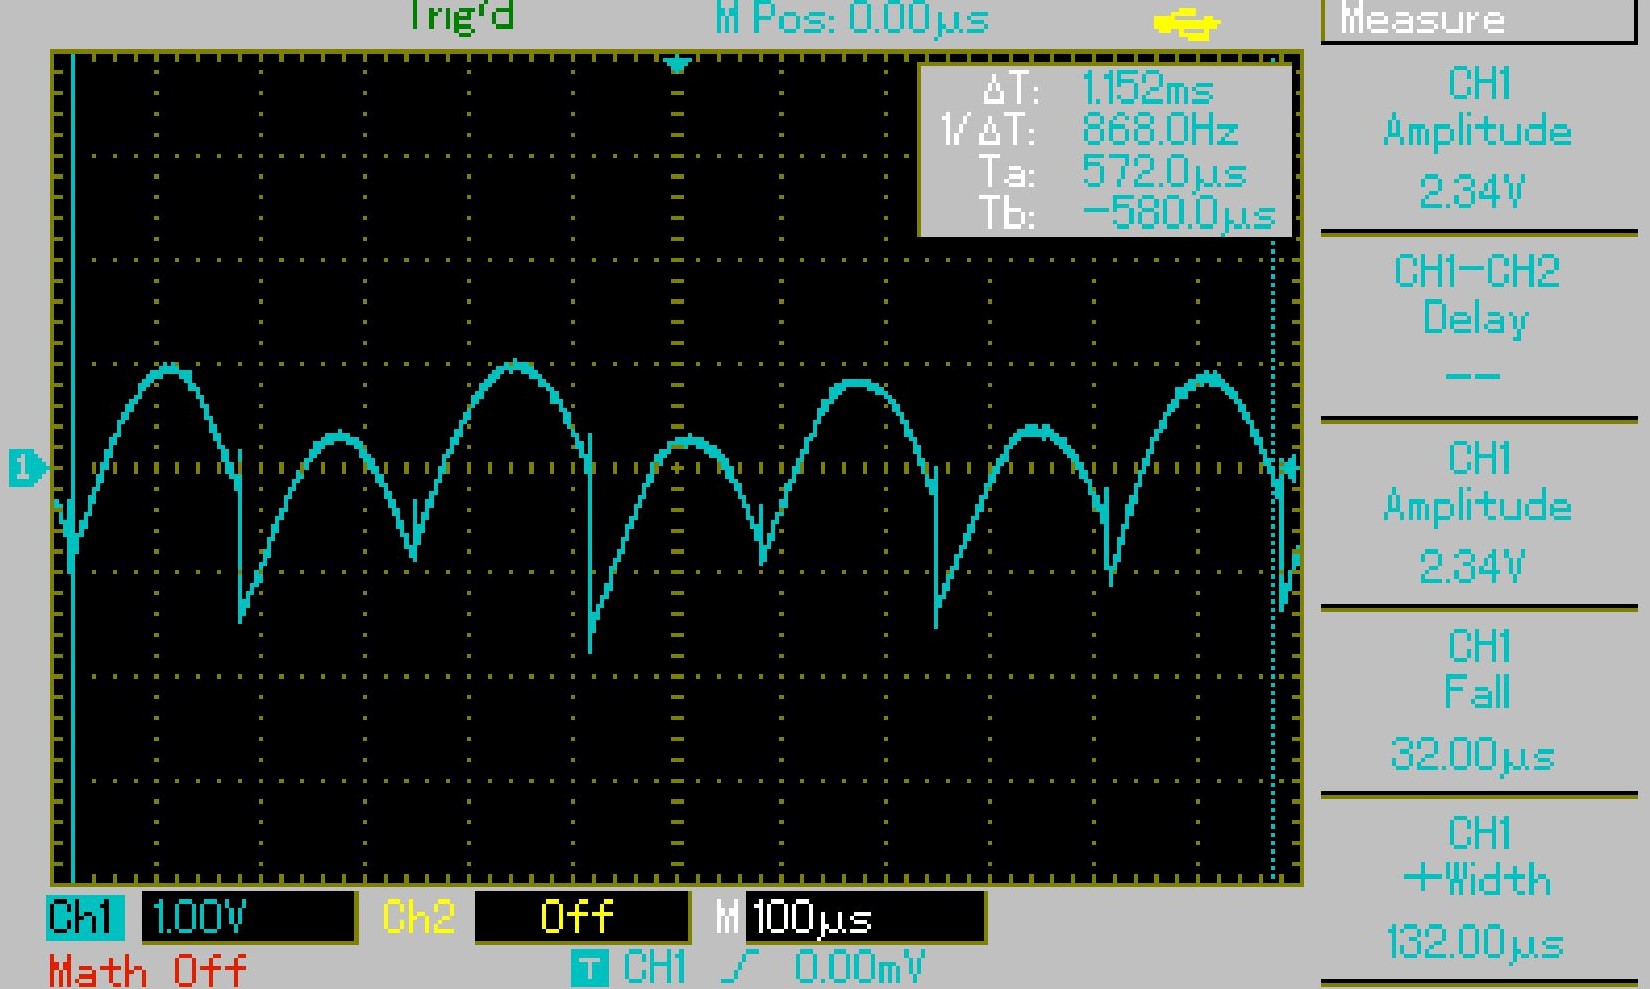 Trig'd M Pos: 0.00µs Measure
ΔT: 1.152ms
1/ΔT: 868.0Hz
Ta: 572.0µs
Tb: -580.0µs
CH1
Amplitude
2.34V
CH1-CH2
Delay
--
CH1
Amplitude
2.34V
CH1
Fall
32.00µs
CH1
+Width
132.00µs
1
Ch1 1.00V Ch2 Off M 100µs
Math Off T CH1 0.00mV